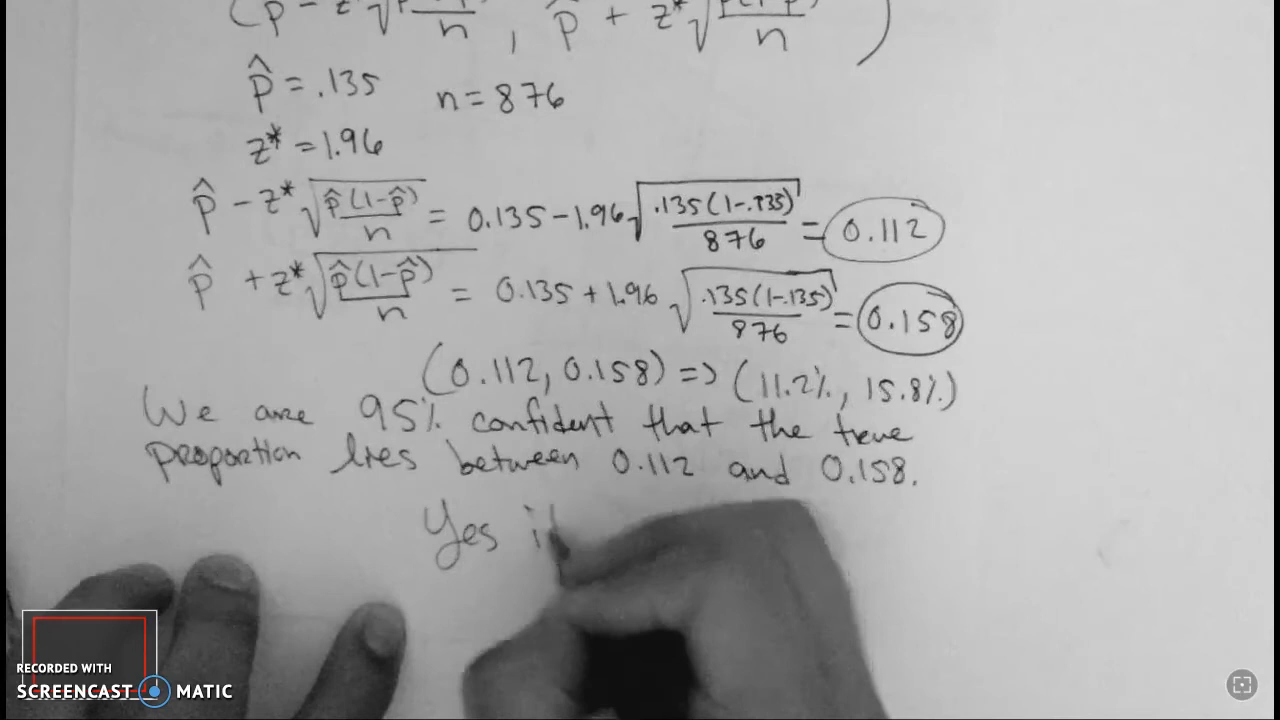 (p̂ - z*√p̂(1-p̂)/n , p̂ + z*√p̂(1-p̂)/n)
p̂ = .135 n = 876
z* = 1.96
p̂ - z*√p̂(1-p̂)/n = 0.135 - 1.96√.135(1-.135)/876 = 0.112
p̂ + z*√p̂(1-p̂)/n = 0.135 + 1.96 √.135(1-.135)/876 = 0.158
(0.112, 0.158) => (11.2%, 15.8%)
We are 95% confident that the true
proportion lies between 0.112 and 0.158.
Yes
RECORDED WITH
SCREENCAST MATIC